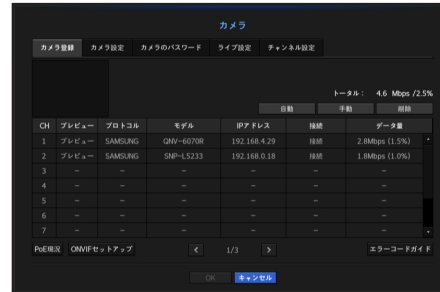 カメラ
カメラ登録 カメラ設定 カメラのパスワード ライブ設定 チャンネル設定
トータル： 4.6 Mbps /2.5%
自動 手動 削除
CH プレビュー プロトコル モデル IPアドレス 接続 データ量
1 プレビュー SAMSUNG QNV-6070R 192.168.4.29 接続 2.8Mbps (1.5%)
2 プレビュー SAMSUNG SNP-L5233 192.168.0.18 接続 1.8Mbps (1.0%)
3 - - - - - -
4 - - - - - -
5 - - - - - -
6 - - - - - -
7 - - - - - -
PoE現況 ONVIFセットアップ < 1/3 > エラーコードガイド
OK キャンセル